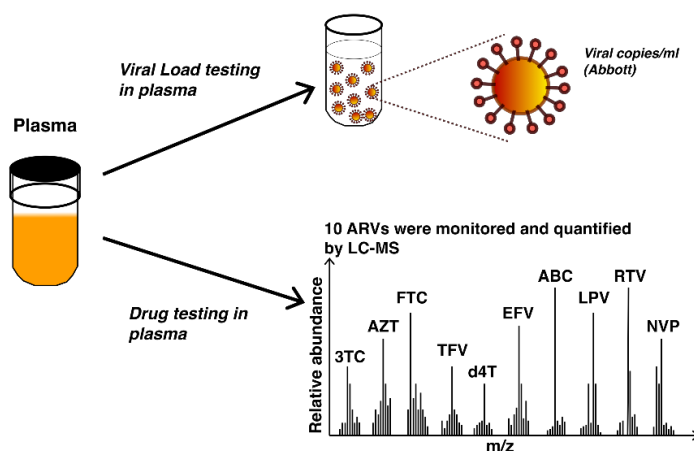 Viral Load testing
in plasma
Viral copies/ml
(Abbott)
Plasma
Drug testing in
plasma
10 ARVs were monitored and quantified
by LC-MS
Relative abundance
3TC
AZT
FTC
TFV
d4T
EFV
ABC
LPV
RTV
NVP
m/z